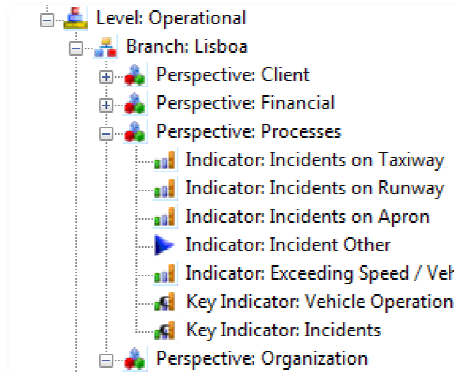 Level: Operational
Branch: Lisboa
Perspective: Client
Perspective: Financial
Perspective: Processes
Indicator: Incidents on Taxiway
Indicator: Incidents on Runway
Indicator: Incidents on Apron
Indicator: Incident Other
Indicator: Exceeding Speed / Veh
Key Indicator: Vehicle Operation
Key Indicator: Incidents
Perspective: Organization